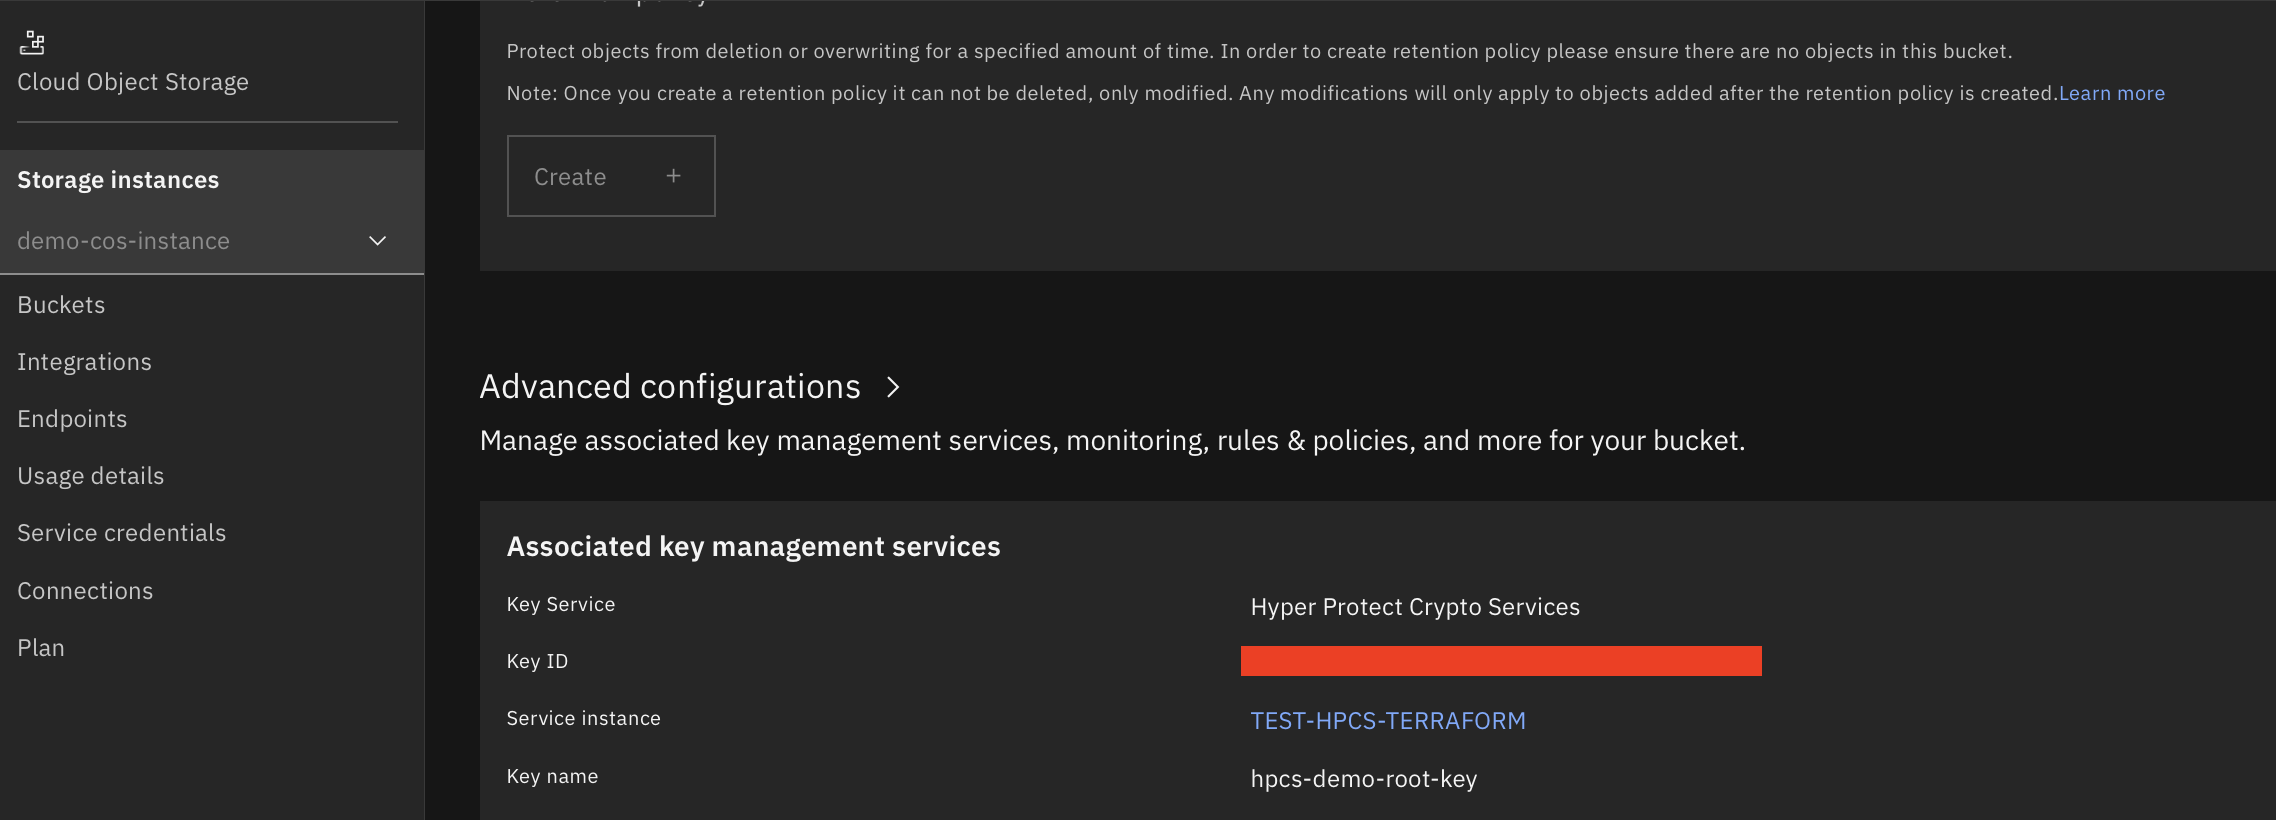 Cloud Object Storage
Storage instances
demo-cos-instance
Buckets
Integrations
Endpoints
Usage details
Service credentials
Connections
Plan
Protect objects from deletion or overwriting for a specified amount of time. In order to create retention policy please ensure there are no objects in this bucket.
Note: Once you create a retention policy it can not be deleted, only modified. Any modifications will only apply to objects added after the retention policy is created.Learn more
Create +
Advanced configurations
Manage associated key management services, monitoring, rules & policies, and more for your bucket.
Associated key management services
Key Service Hyper Protect Crypto Services
Key ID
Service instance TEST-HPCS-TERRAFORM
Key name hpcs-demo-root-key